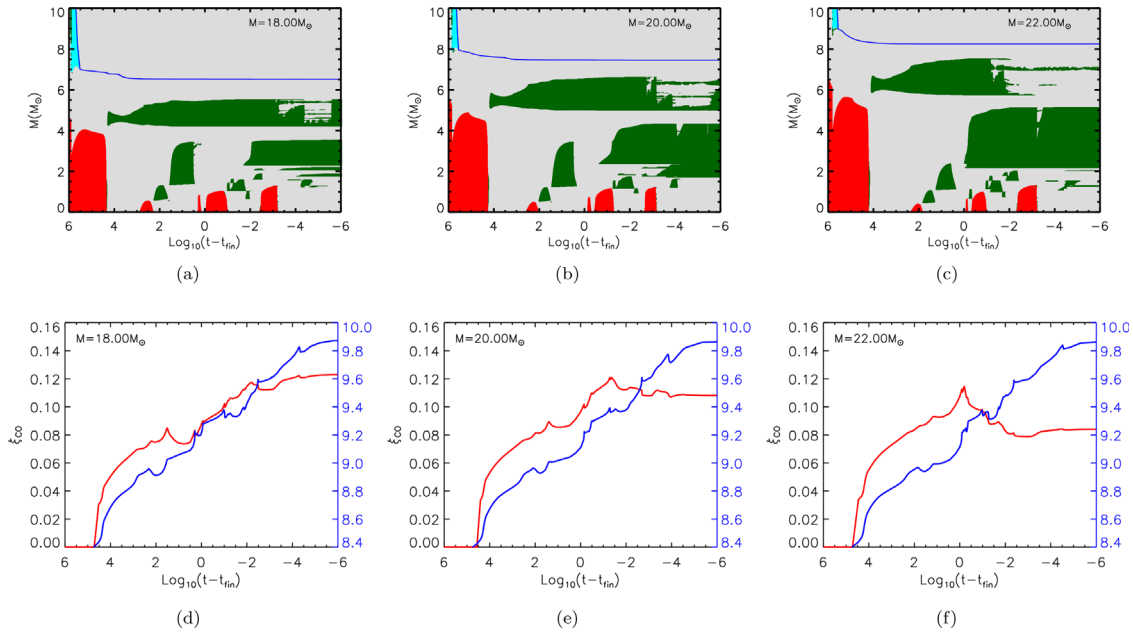 M=18.00M⊙
M=20.00M⊙
M=22.00M⊙
10
8
6
4
2
0
M(M⊙)
6 4 2 0 -2 -4 -6
Log10(t-tfin)
(a)
10
8
6
4
2
0
M(M⊙)
6 4 2 0 -2 -4 -6
Log10(t-tfin)
(b)
10
8
6
4
2
0
M(M⊙)
6 4 2 0 -2 -4 -6
Log10(t-tfin)
(c)
M=18.00M⊙
0.16
0.14
0.12
0.10
0.08
0.06
0.04
0.02
0.00
ξCO
10.0
9.8
9.6
9.4
9.2
9.0
8.8
8.6
8.4
6 4 2 0 -2 -4 -6
Log10(t-tfin)
(d)
M=20.00M⊙
0.16
0.14
0.12
0.10
0.08
0.06
0.04
0.02
0.00
ξCO
10.0
9.8
9.6
9.4
9.2
9.0
8.8
8.6
8.4
6 4 2 0 -2 -4 -6
Log10(t-tfin)
(e)
M=22.00M⊙
0.16
0.14
0.12
0.10
0.08
0.06
0.04
0.02
0.00
ξCO
10.0
9.8
9.6
9.4
9.2
9.0
8.8
8.6
8.4
6 4 2 0 -2 -4 -6
Log10(t-tfin)
(f)